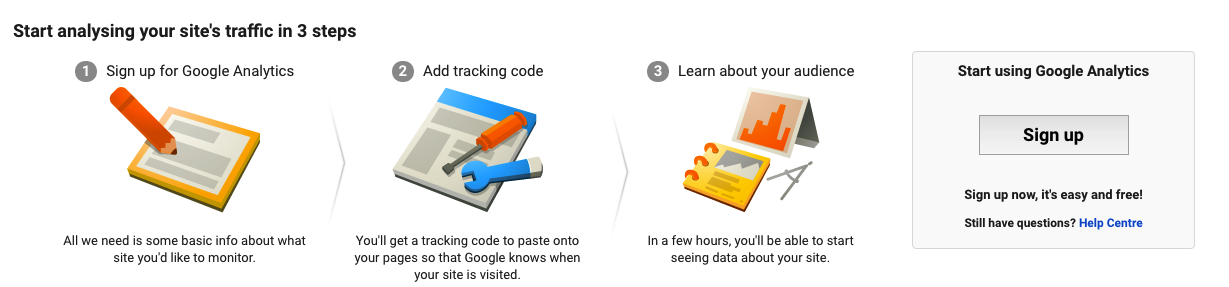 Start analysing your site's traffic in 3 steps
1 Sign up for Google Analytics
All we need is some basic info about what
site you'd like to monitor.
2 Add tracking code
You'll get a tracking code to paste onto
your pages so that Google knows when
your site is visited.
3 Learn about your audience
In a few hours, you'll be able to start
seeing data about your site.
Start using Google Analytics
Sign up
Sign up now, it's easy and free!
Still have questions? Help Centre